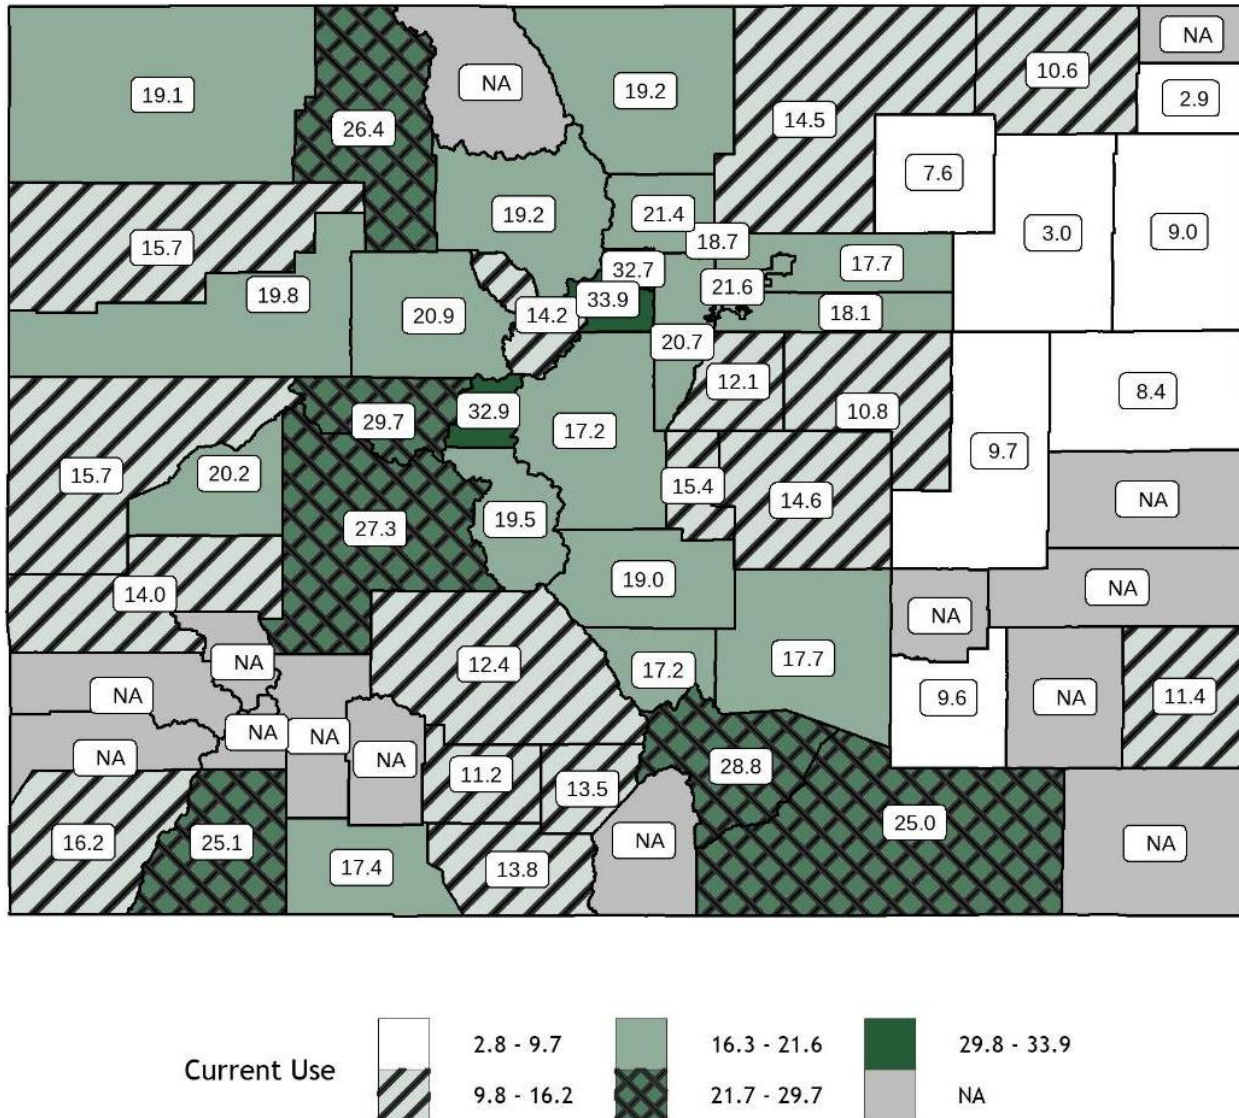 NA
19.1
NA
19.2
10.6
2.9
26.4
14.5
7.6
19.2
21.4
3.0
9.0
15.7
18.7
17.7
32.7
19.8
21.6
33.9
20.9
14.2
18.1
20.7
12.1
8.4
29.7
32.9
10.8
17.2
9.7
15.7
20.2
15.4
14.6
NA
19.5
27.3
19.0
NA
14.0
NA
NA
12.4
17.2
17.7
NA
9.6
NA
11.4
NA
NA
NA
NA
11.2
28.8
13.5
25.0
16.2
25.1
NA
NA
17.4
13.8
Current Use
2.8 - 9.7
16.3 - 21.6
29.8 - 33.9
9.8 - 16.2
21.7 - 29.7
NA